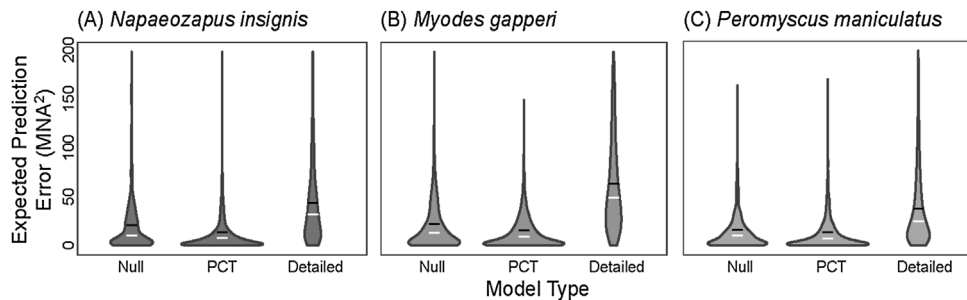 (A) Napaeozapus insignis
(B) Myodes gapperi
(C) Peromyscus maniculatus
Expected Prediction
Error (MNA²)
200
150
100
50
0
Null PCT Detailed
Null PCT Detailed
Null PCT Detailed
Model Type